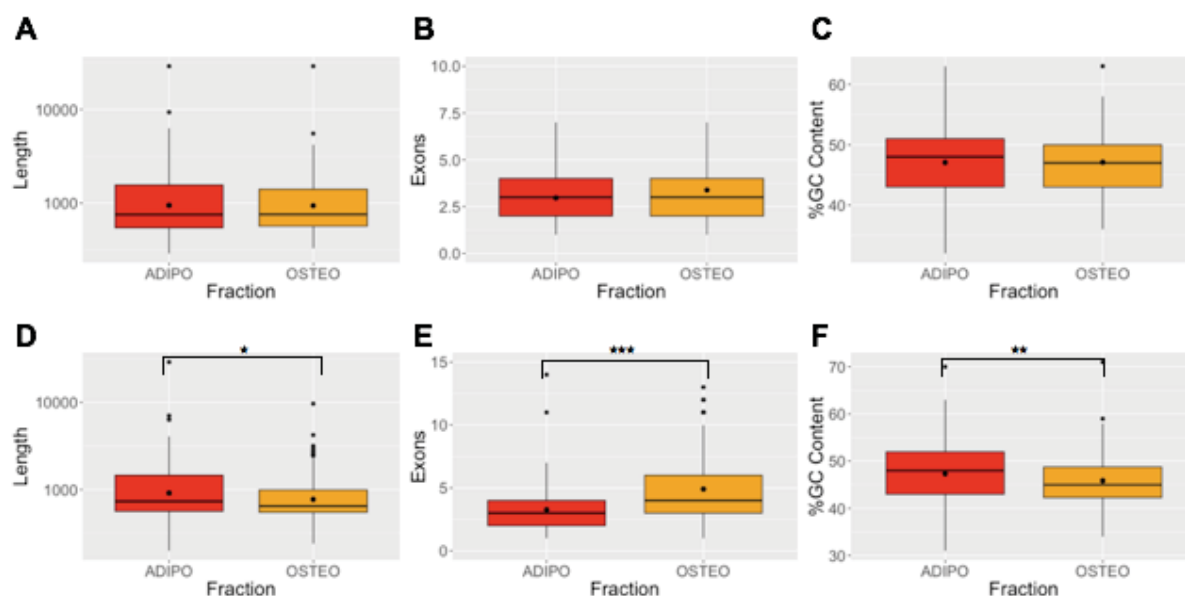 A
Length
10000
1000
ADIPO
OSTEO
Fraction
B
Exons
10.0
7.5
5.0
2.5
0.0
ADIPO
OSTEO
Fraction
C
%GC Content
60
50
40
ADIPO
OSTEO
Fraction
D
Length
10000
1000
★
ADIPO
OSTEO
Fraction
E
Exons
15
10
5
0
★★★
ADIPO
OSTEO
Fraction
F
%GC Content
70
60
50
40
30
★★
ADIPO
OSTEO
Fraction